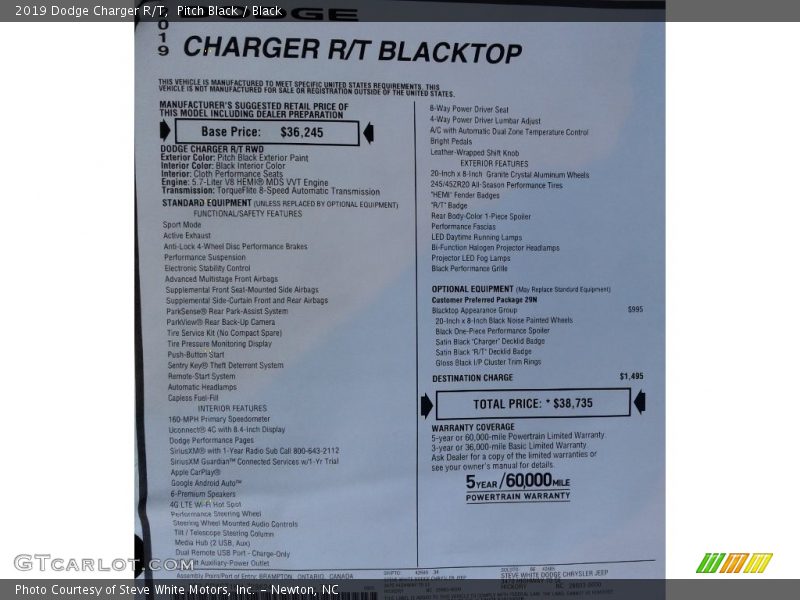 2019 Dodge Charger R/T,  Pitch Black / Black
DODGE
2019
CHARGER R/T BLACKTOP
THIS VEHICLE IS MANUFACTURED TO MEET SPECIFIC UNITED STATES REQUIREMENTS. THIS
VEHICLE IS NOT MANUFACTURED FOR SALE OR REGISTRATION OUTSIDE OF THE UNITED STATES.
MANUFACTURER'S SUGGESTED RETAIL PRICE OF
THIS MODEL INCLUDING DEALER PREPARATION
Base Price: $36,245
DODGE CHARGER R/T RWD
Exterior Color: Pitch Black Exterior Paint
Interior Color: Black Interior Color
Interior: Cloth Performance Seats
Engine: 5.7-Liter V8 HEMI® MDS VVT Engine
Transmission: TorqueFlite 8-Speed Automatic Transmission
STANDARD EQUIPMENT (UNLESS REPLACED BY OPTIONAL EQUIPMENT)
FUNCTIONAL/SAFETY FEATURES
Sport Mode
Active Exhaust
Anti-Lock 4-Wheel Disc Performance Brakes
Performance Suspension
Electronic Stability Control
Advanced Multistage Front Airbags
Supplemental Front Seat-Mounted Side Airbags
Supplemental Side-Curtain Front and Rear Airbags
ParkSense® Rear Park-Assist System
ParkView® Rear Back-Up Camera
Tire Service Kit (No Compact Spare)
Tire Pressure Monitoring Display
Push-Button Start
Sentry Key® Theft Deterrent System
Remote-Start System
Automatic Headlamps
Capless Fuel-Fill
INTERIOR FEATURES
160-MPH Primary Speedometer
Uconnect® 4C with 8.4-Inch Display
Dodge Performance Pages
SiriusXM® with 1-Year Radio Sub Call 800-643-2112
SiriusXM Guardian™ Connected Services w/1-Yr Trial
Apple CarPlay®
Google Android Auto™
6-Premium Speakers
4G LTE Wi-Fi Hot Spot
Performance Steering Wheel
Steering Wheel Mounted Audio Controls
Tilt / Telescope Steering Column
Media Hub (2 USB, Aux)
Dual Remote USB Port - Charge-Only
Auxiliary-Power Outlet
Assembly Point/Port of Entry: BRAMPTON, ONTARIO, CANADA
8-Way Power Driver Seat
4-Way Power Driver Lumbar Adjust
A/C with Automatic Dual Zone Temperature Control
Bright Pedals
Leather-Wrapped Shift Knob
EXTERIOR FEATURES
20-Inch x 8-Inch Granite Crystal Aluminum Wheels
245/45ZR20 All-Season Performance Tires
"HEMI" Fender Badges
"R/T" Badge
Rear Body-Color 1-Piece Spoiler
Performance Fascias
LED Daytime Running Lamps
Bi-Function Halogen Projector Headlamps
Projector LED Fog Lamps
Black Performance Grille
OPTIONAL EQUIPMENT (May Replace Standard Equipment)
Customer Preferred Package 29N
Blacktop Appearance Group $995
20-Inch x 8-Inch Black Noise Painted Wheels
Black One-Piece Performance Spoiler
Satin Black "Charger" Decklid Badge
Satin Black "R/T" Decklid Badge
Gloss Black I/P Cluster Trim Rings
DESTINATION CHARGE $1,495
TOTAL PRICE: * $38,735
WARRANTY COVERAGE
5-year or 60,000-mile Powertrain Limited Warranty.
3-year or 36,000-mile Basic Limited Warranty
Ask Dealer for a copy of the limited warranties or
see your owner's manual for details.
5YEAR/60,000MILE
POWERTRAIN WARRANTY
STEVE WHITE DODGE CHRYSLER JEEP
GTCarLot.com
Photo Courtesy of Steve White Motors, Inc. – Newton, NC